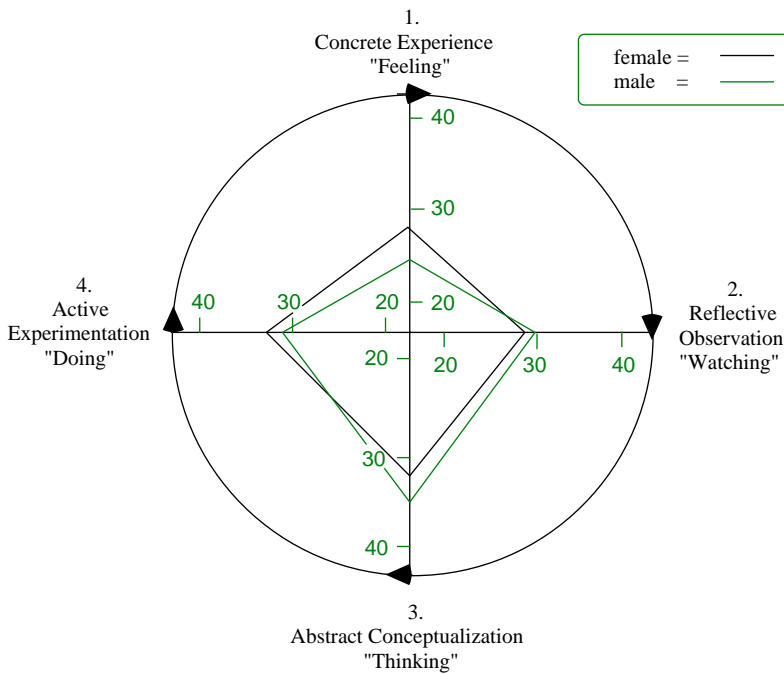 1.
Concrete Experience
"Feeling"
female =
male =
40
30
20
4.
Active
Experimentation
"Doing"
40
30
20
20
20
30
40
2.
Reflective
Observation
"Watching"
30
40
3.
Abstract Conceptualization
"Thinking"